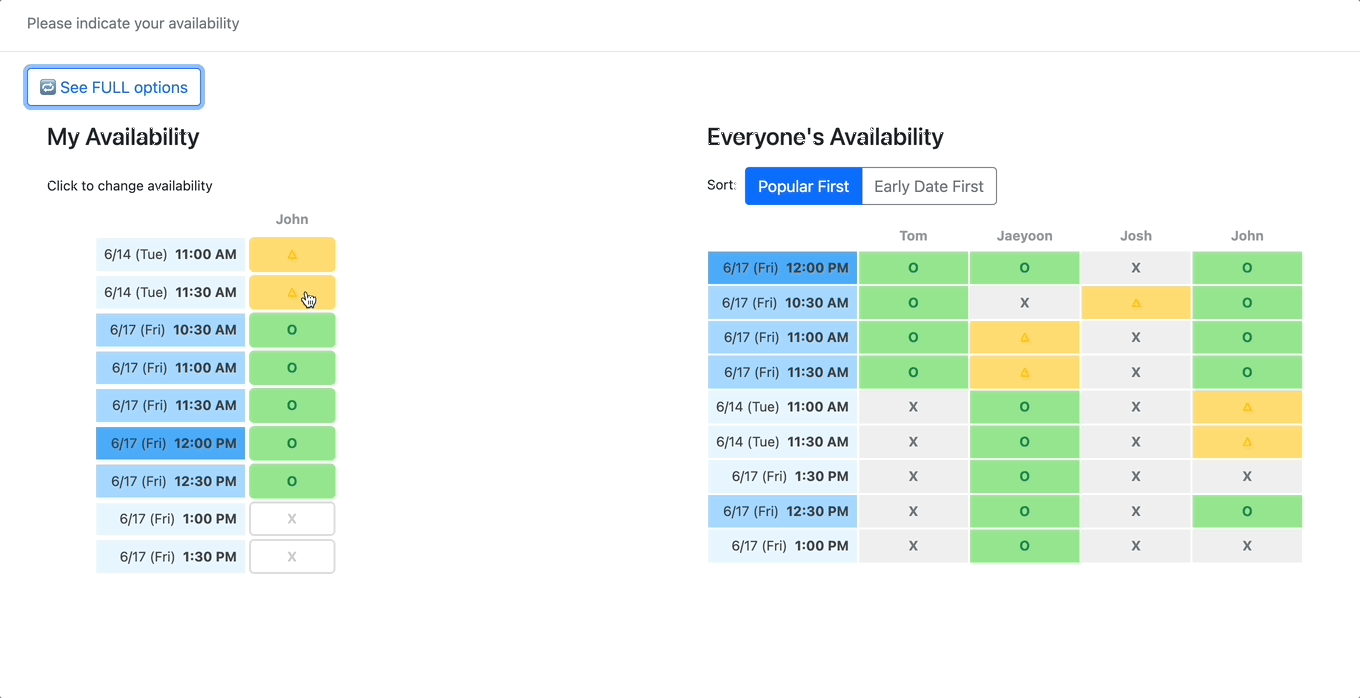 Please indicate your availability
🔁 See FULL options
My Availability
Click to change availability
John
6/14 (Tue) 11:00 AM △
6/14 (Tue) 11:30 AM △
6/17 (Fri) 10:30 AM O
6/17 (Fri) 11:00 AM O
6/17 (Fri) 11:30 AM O
6/17 (Fri) 12:00 PM O
6/17 (Fri) 12:30 PM O
6/17 (Fri) 1:00 PM X
6/17 (Fri) 1:30 PM X
Everyone's Availability
Sort: Popular First Early Date First
Tom Jaeyoon Josh John
6/17 (Fri) 12:00 PM O O X O
6/17 (Fri) 10:30 AM O X △ O
6/17 (Fri) 11:00 AM O △ X O
6/17 (Fri) 11:30 AM O △ X O
6/14 (Tue) 11:00 AM X O X △
6/14 (Tue) 11:30 AM X O X △
6/17 (Fri) 1:30 PM X O X X
6/17 (Fri) 12:30 PM X O X O
6/17 (Fri) 1:00 PM X O X X